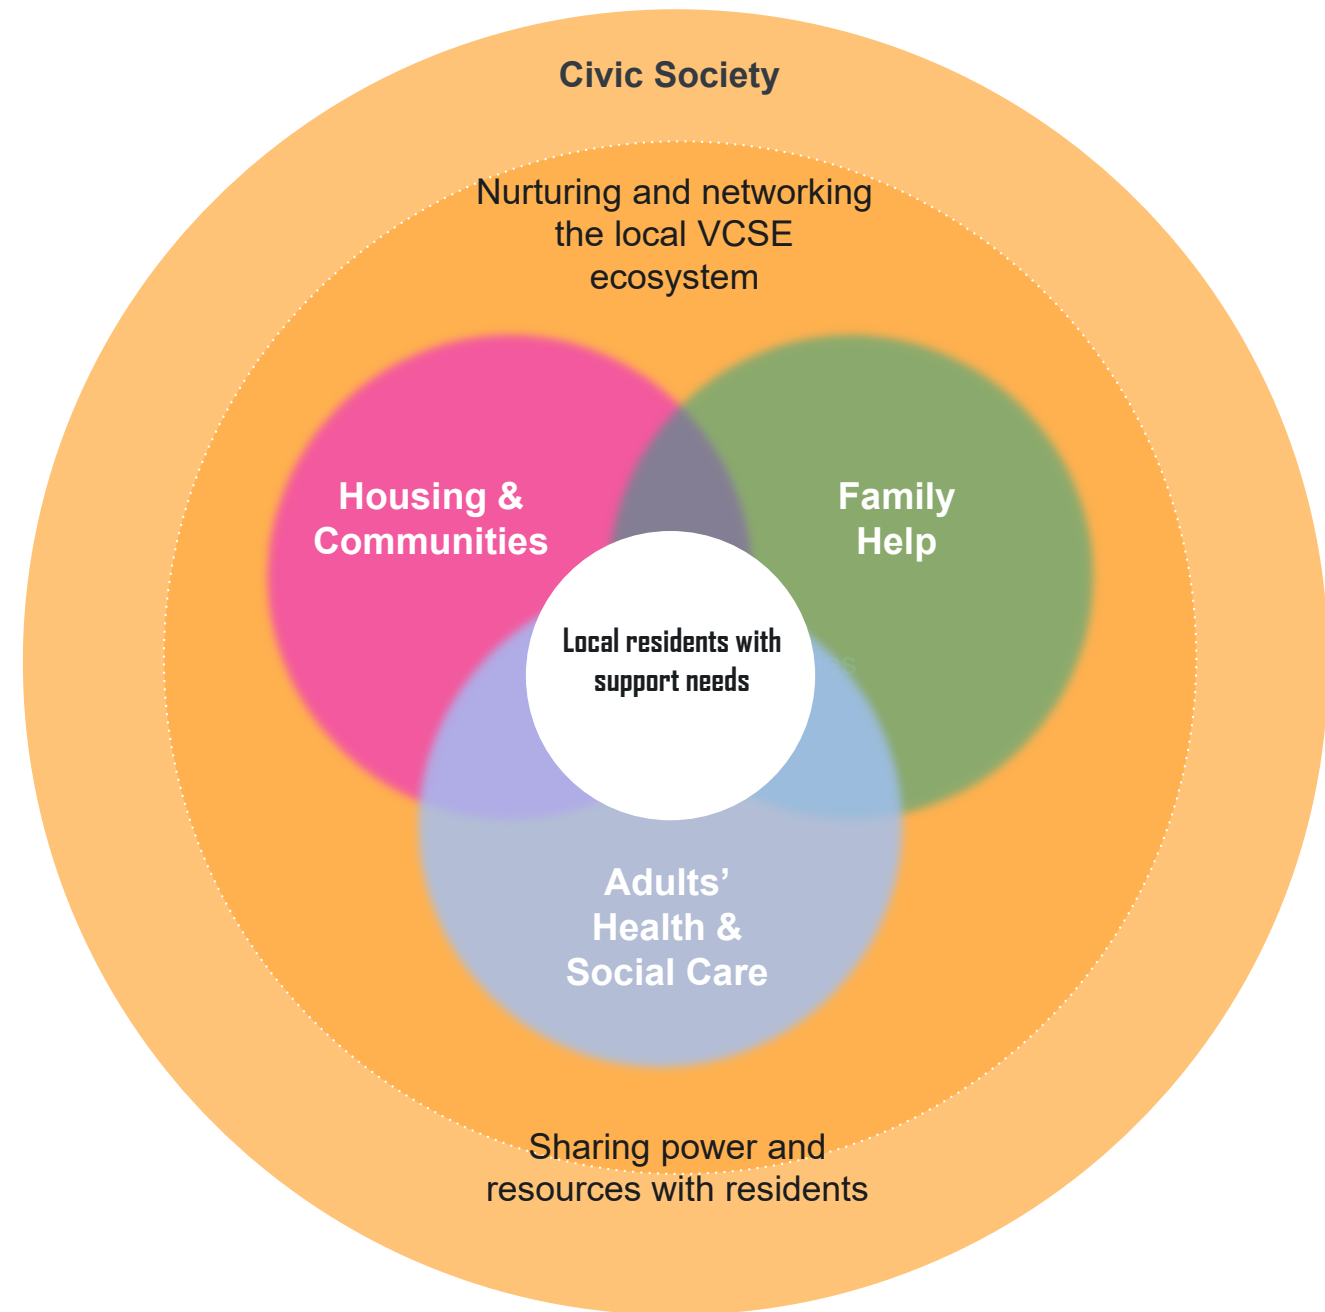 Civic Society
Nurturing and networking
the local VCSE
ecosystem
Housing &
Communities
Family
Help
Local residents with
support needs
Adults’
Health &
Social Care
Sharing power and
resources with residents